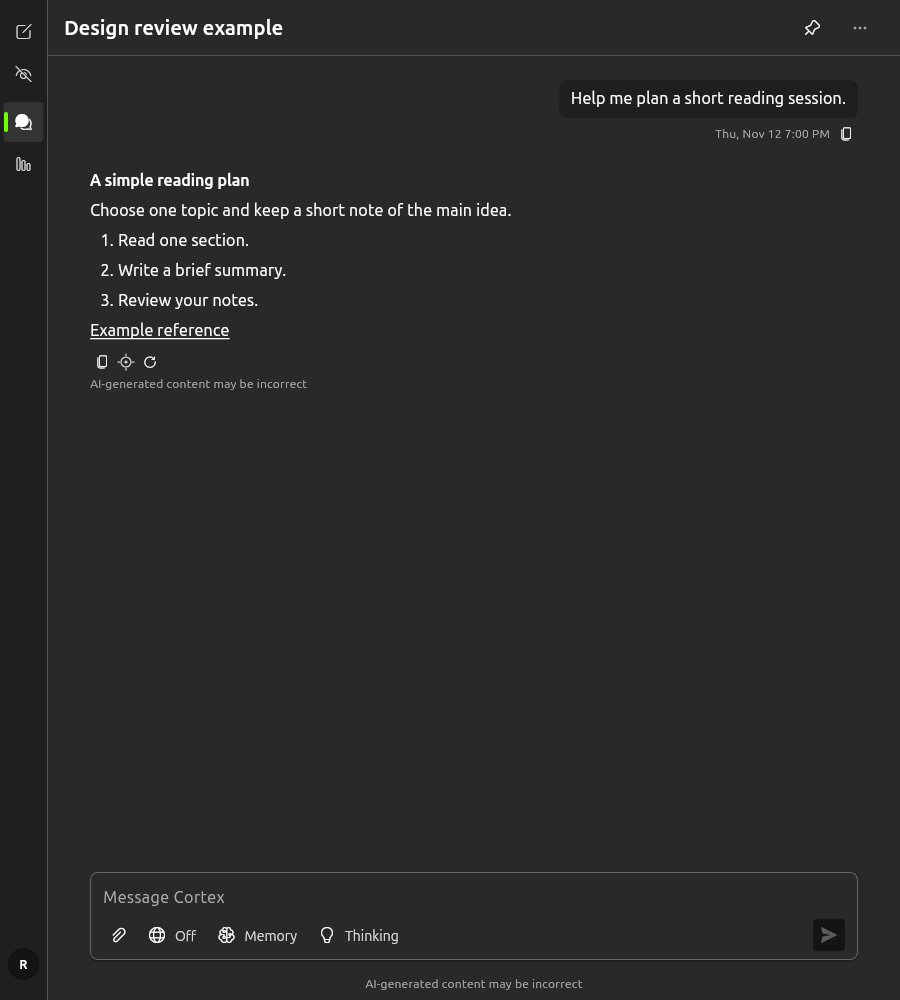 Design review example
Help me plan a short reading session.
Thu, Nov 12 7:00 PM
A simple reading plan
Choose one topic and keep a short note of the main idea.
1. Read one section.
2. Write a brief summary.
3. Review your notes.
Example reference
AI-generated content may be incorrect
Message Cortex
Off Memory Thinking
R
AI-generated content may be incorrect